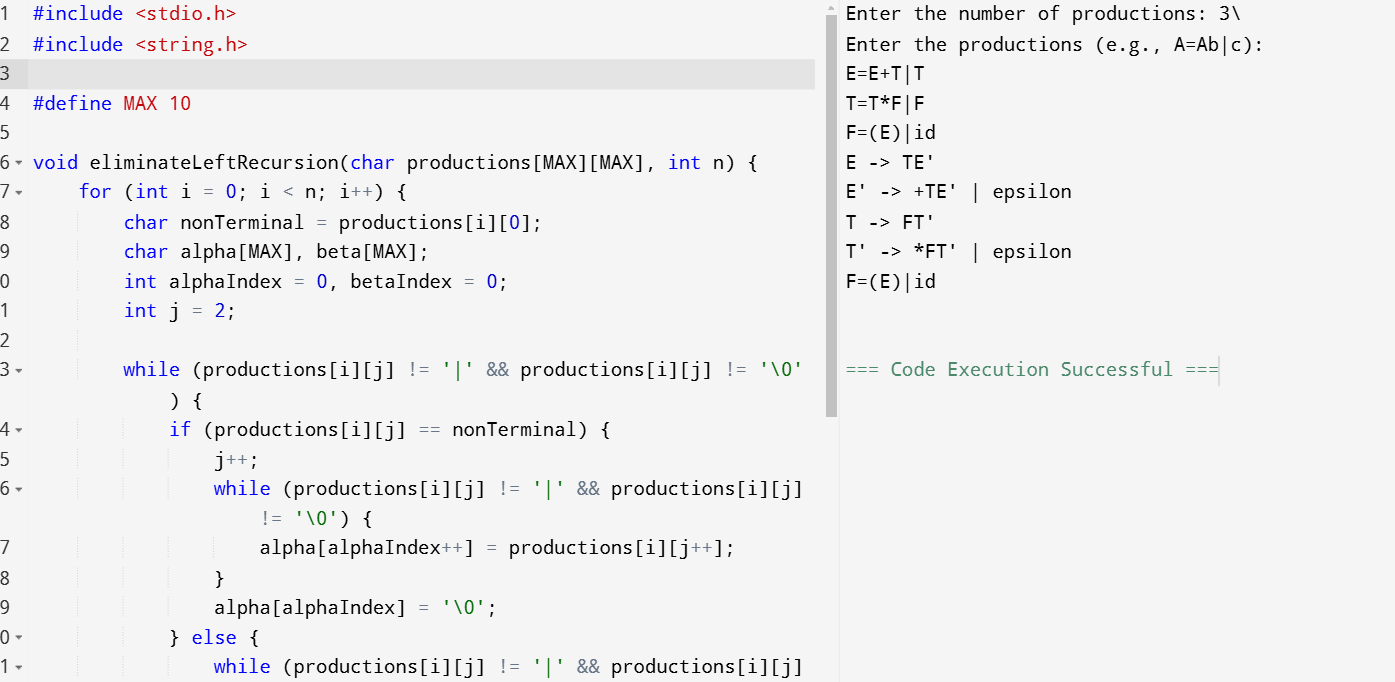 1 #include <stdio.h>
2 #include <string.h>
3
4 #define MAX 10
5
6 void eliminateLeftRecursion(char productions[MAX][MAX], int n) {
7 for (int i = 0; i < n; i++) {
8 char nonTerminal = productions[i][0];
9 char alpha[MAX], beta[MAX];
0 int alphaIndex = 0, betaIndex = 0;
1 int j = 2;
2
3 while (productions[i][j] != '|' && productions[i][j] != '\0'
) {
4 if (productions[i][j] == nonTerminal) {
5 j++;
6 while (productions[i][j] != '|' && productions[i][j]
!= '\0') {
7 alpha[alphaIndex++] = productions[i][j++];
8 }
9 alpha[alphaIndex] = '\0';
0 } else {
1 while (productions[i][j] != '|' && productions[i][j]
Enter the number of productions: 3\
Enter the productions (e.g., A=Ab|c):
E=E+T|T
T=T*F|F
F=(E)|id
E -> TE'
E' -> +TE' | epsilon
T -> FT'
T' -> *FT' | epsilon
F=(E)|id
=== Code Execution Successful ===